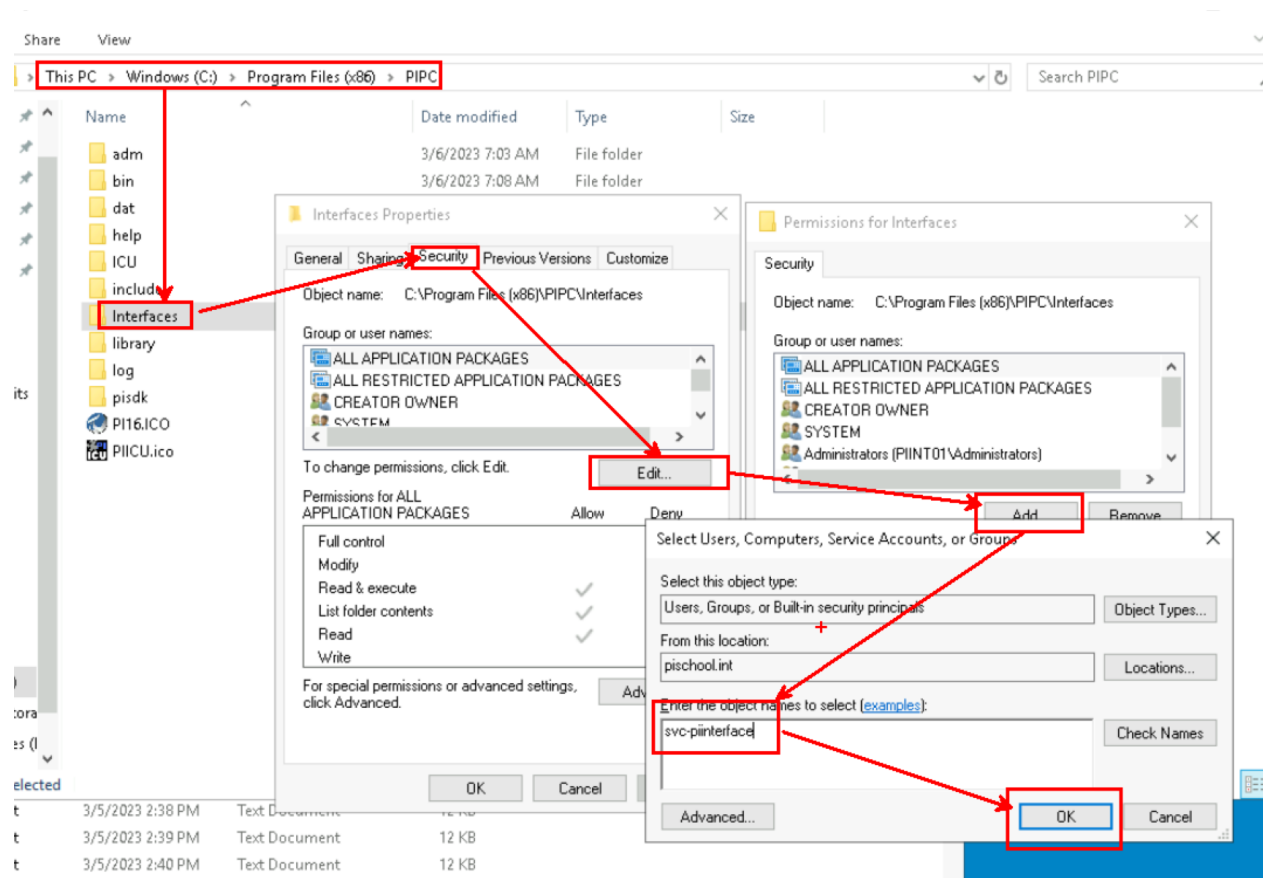 Share View
This PC > Windows (C:) > Program Files (x86) > PIPC
Search PIPC
Name Date modified Type Size
adm 3/6/2023 7:03 AM File folder
bin 3/6/2023 7:08 AM File folder
dat
help
ICU
include
Interfaces
library
log
pisdk
PI16.ICO
PIICU.ico
its
elected
3/5/2023 2:38 PM Text Document 12 KB
3/5/2023 2:39 PM Text Document 12 KB
3/5/2023 2:40 PM Text Document 12 KB
Interfaces Properties
General Sharing Security Previous Versions Customize
Object name: C:\Program Files (x86)\PIPC\Interfaces
Group or user names:
ALL APPLICATION PACKAGES
ALL RESTRICTED APPLICATION PACKAGES
CREATOR OWNER
SYSTEM
To change permissions, click Edit.
Edit...
Permissions for ALL
APPLICATION PACKAGES Allow Deny
Full control
Modify
Read & execute
List folder contents
Read
Write
For special permissions or advanced settings,
click Advanced.
Adv
OK Cancel
Permissions for Interfaces
Security
Object name: C:\Program Files (x86)\PIPC\Interfaces
Group or user names:
ALL APPLICATION PACKAGES
ALL RESTRICTED APPLICATION PACKAGES
CREATOR OWNER
SYSTEM
Administrators (PIINT01\Administrators)
Add Remove
Select Users, Computers, Service Accounts, or Groups
Select this object type:
Users, Groups, or Built-in security principals
Object Types...
From this location:
pischool.int
Locations...
Enter the object names to select (examples):
svc-piinterface
Check Names
Advanced...
OK Cancel